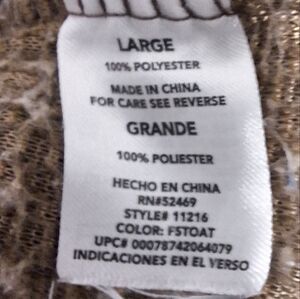 LARGE
100% POLYESTER
MADE IN CHINA
FOR CARE SEE REVERSE
GRANDE
100% POLIESTER
HECHO EN CHINA
RN#52469
STYLE# 11216
COLOR: FSTOAT
UPC# 00078742064079
INDICACIONES EN EL VERSO